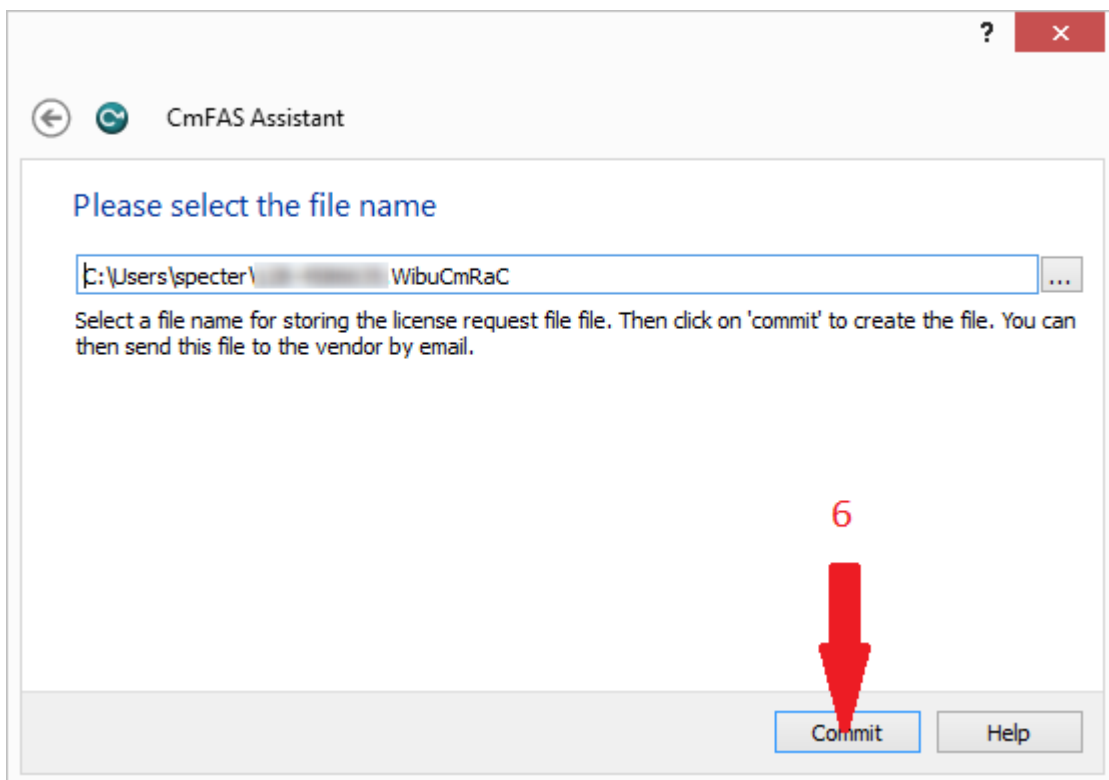 ?
CmFAS Assistant
Please select the file name
C:\Users\specter\ WibuCmRaC
...
Select a file name for storing the license request file file. Then click on 'commit' to create the file. You can
then send this file to the vendor by email.
6
Commit
Help